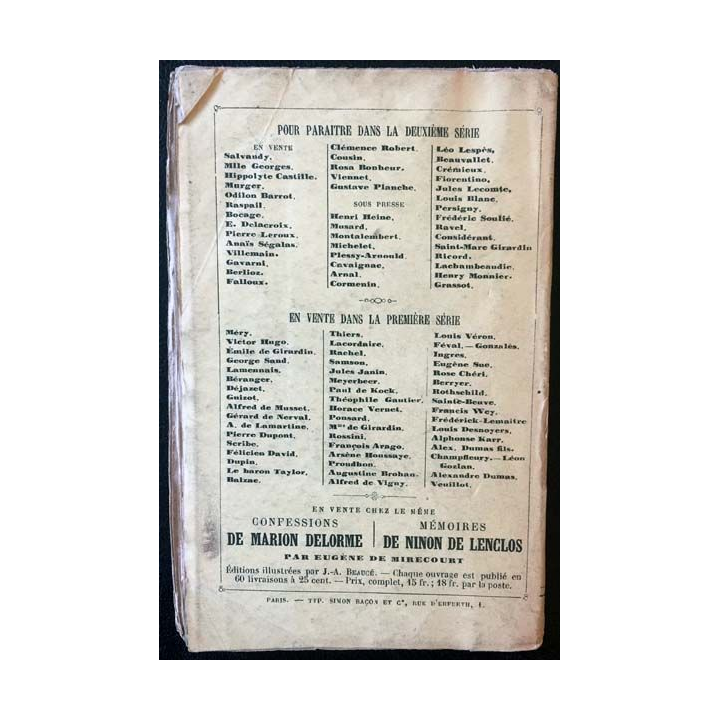 POUR PARAITRE DANS LA DEUXIÈME SÉRIE
EN VENTE
Salvandy,
Mlle Georges,
Hippolyte Castille,
Murger,
Odilon Barrot,
Raspail,
Bocage,
E. Delacroix,
Pierre Leroux,
Anaïs Ségalas,
Villemain,
Gavarni,
Berlioz,
Falloux.
Clémence Robert,
Cousin,
Rosa Bonheur,
Viennet,
Gustave Planche,
SOUS PRESSE
Henri Heine,
Musard,
Montalembert,
Michelet,
Plessy-Arnould,
Cavaignac,
Arnal,
Cormenin,
Léo Lespès,
Beauvallet,
Crémieux,
Fiorentino,
Jules Lecomte,
Louis Blanc,
Persigny,
Frédéric Soulié,
Ravel,
Considérant,
Saint-Marc Girardin
Ricord,
Lachambeaudie,
Henry Monnier,
Grassot,
EN VENTE DANS LA PREMIÈRE SÉRIE
Méry,
Victor Hugo,
Émile de Girardin,
George Sand,
Lamennais,
Béranger,
Déjazet,
Guizot,
Alfred de Musset,
Gérard de Nerval,
A. de Lamartine,
Pierre Dupont,
Scribe,
Félicien David,
Dupin,
Le baron Taylor,
Balzac,
Thiers,
Lacordaire,
Rachel,
Samson,
Jules Janin,
Meyerbeer,
Paul de Kock,
Théophile Gautier,
Horace Vernet,
Ponsard,
Mme de Girardin,
Rossini,
François Arago,
Arsène Houssaye,
Proudhon,
Augustine Brohan,
Alfred de Vigny,
Louis Véron,
Féval, — Gonzalès,
Ingres,
Eugène Sue,
Rose Chéri,
Berryer,
Rothschild,
Sainte-Beuve,
Francis Wey,
Frédérick-Lemaître
Louis Desnoyers,
Alphonse Karr,
Alex. Dumas fils,
Champfleury, — Léon
Gozlan,
Alexandre Dumas,
Veuillot,
EN VENTE CHEZ LE MÊME
CONFESSIONS
DE MARION DELORME
MÉMOIRES
DE NINON DE LENCLOS
PAR EUGÈNE DE MIRECOURT
Éditions illustrées par J.-A. BEAUCÉ. — Chaque ouvrage est publié en
60 livraisons à 25 cent. — Prix, complet, 15 fr.; 18 fr. par la poste.
PARIS. — TYP. SIMON RAÇON ET Cᵉ, RUE D'ERFURTH, 1.